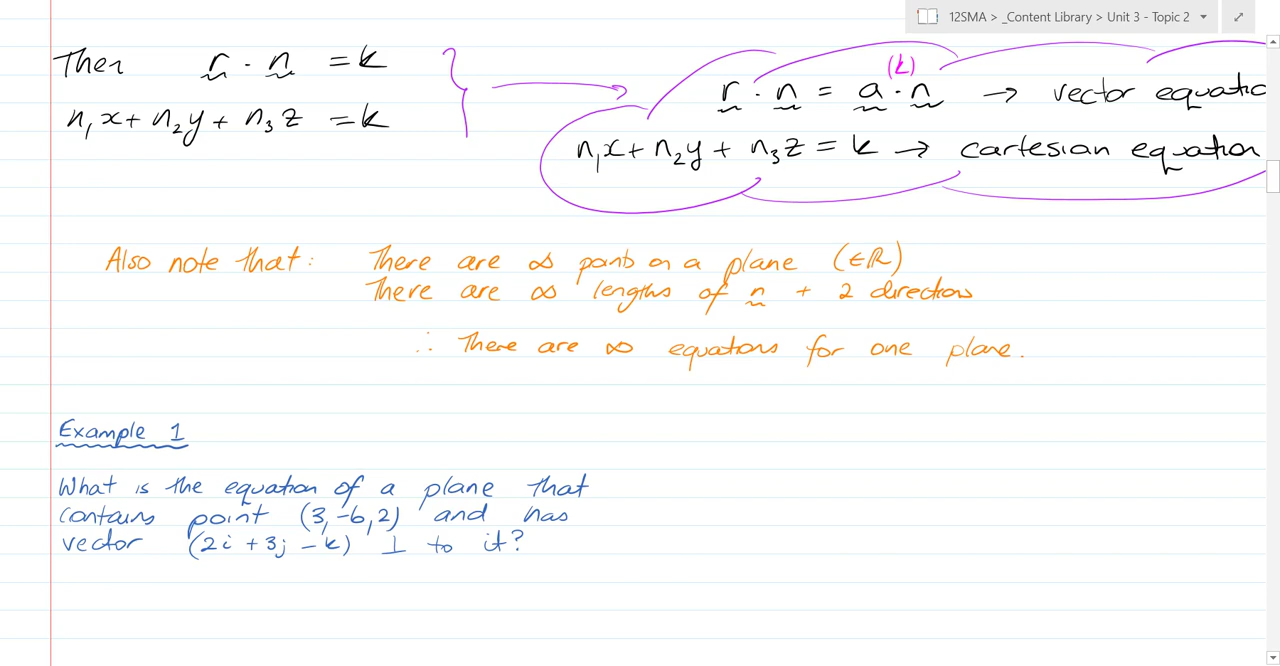 12SMA > _Content Library > Unit 3 - Topic 2
Then r · n = k
n₁x + n₂y + n₃z = k
(k)
r · n = a · n → vector equatio
n₁x + n₂y + n₃z = k → cartesian equation
Also note that: There are ∞ points on a plane (∈ℝ)
There are ∞ lengths of n + 2 directions
∴ There are ∞ equations for one plane.
Example 1
What is the equation of a plane that
contains point (3, -6, 2) and has
vector (2i + 3j - k) ⊥ to it?